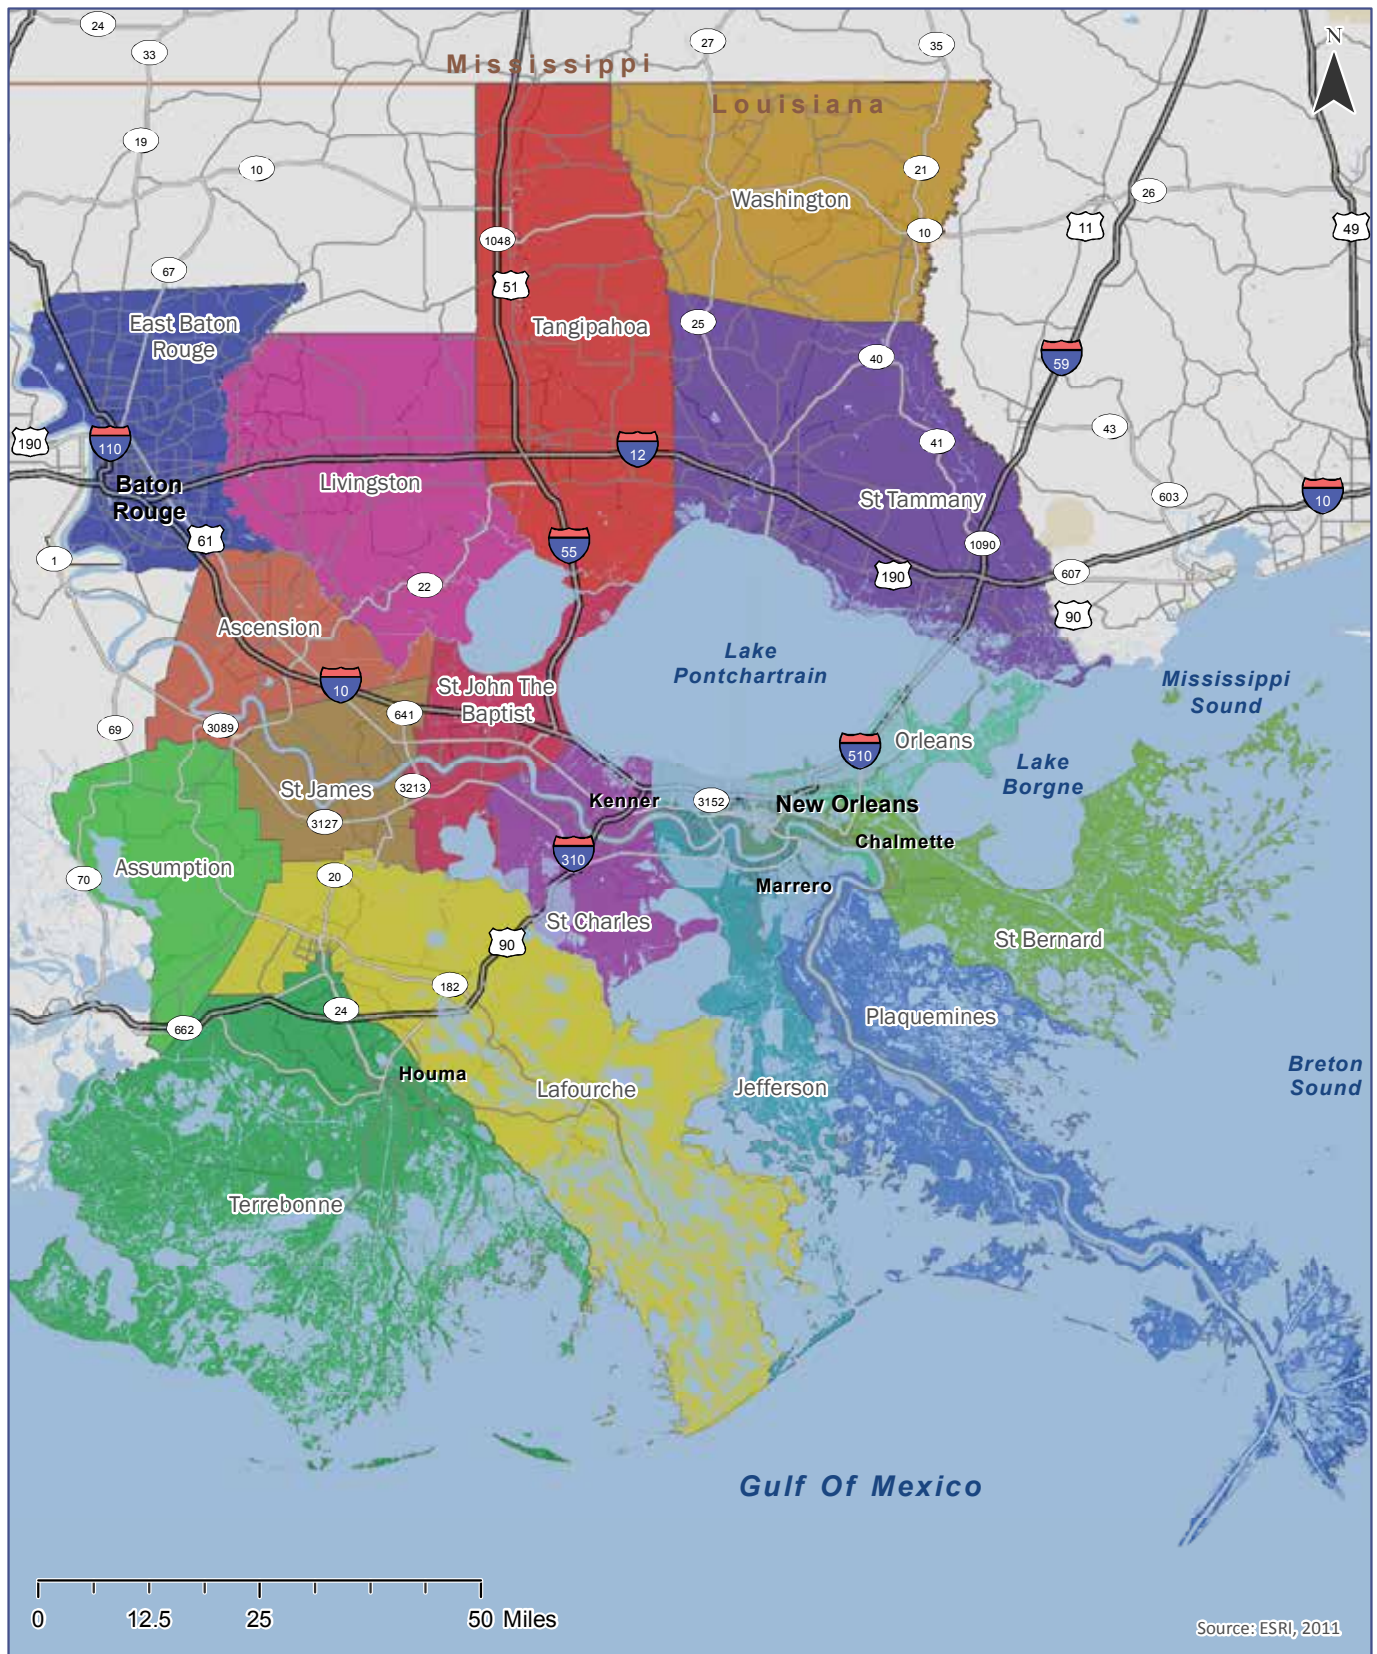 24
33
27
35
N
Mississippi
Louisiana
19
10
21
26
Washington
11
49
10
1048
67
51
East Baton
Rouge
Tangipahoa
25
40
59
190
110
12
41
43
Baton
Rouge
Livingston
St Tammany
603
10
61
55
1090
1
22
190
607
90
Ascension
Lake
Pontchartrain
Mississippi
Sound
10
St John The
Baptist
641
69
3089
510
Orleans
Lake
Borgne
St James
3213
Kenner
3152
New Orleans
3127
310
Chalmette
Assumption
70
20
Marrero
St Charles
90
St Bernard
182
24
662
Plaquemines
Houma
Lafourche
Jefferson
Breton
Sound
Terrebonne
Gulf Of Mexico
0 12.5 25 50 Miles
Source: ESRI, 2011